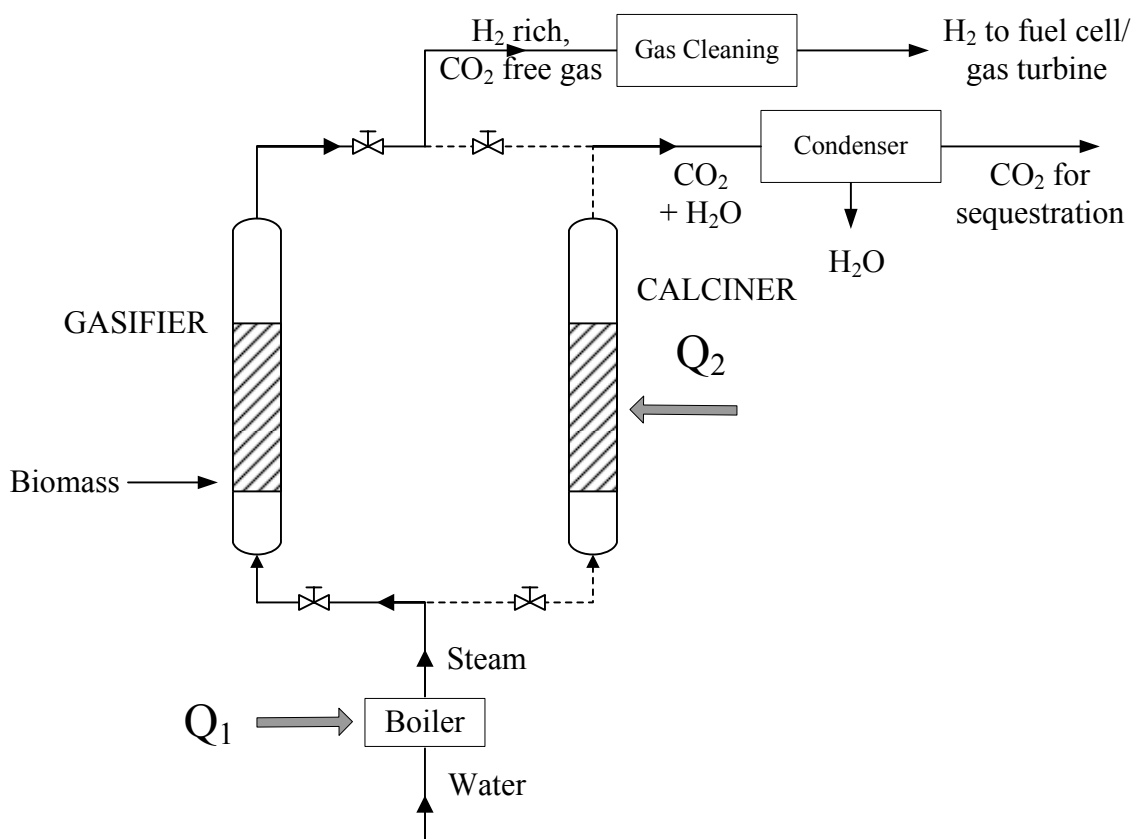 H₂ rich,
CO₂ free gas
Gas Cleaning
H₂ to fuel cell/
gas turbine
Condenser
CO₂
+ H₂O
CO₂ for
sequestration
H₂O
GASIFIER
CALCINER
Q₂
Biomass
Steam
Q₁
Boiler
Water